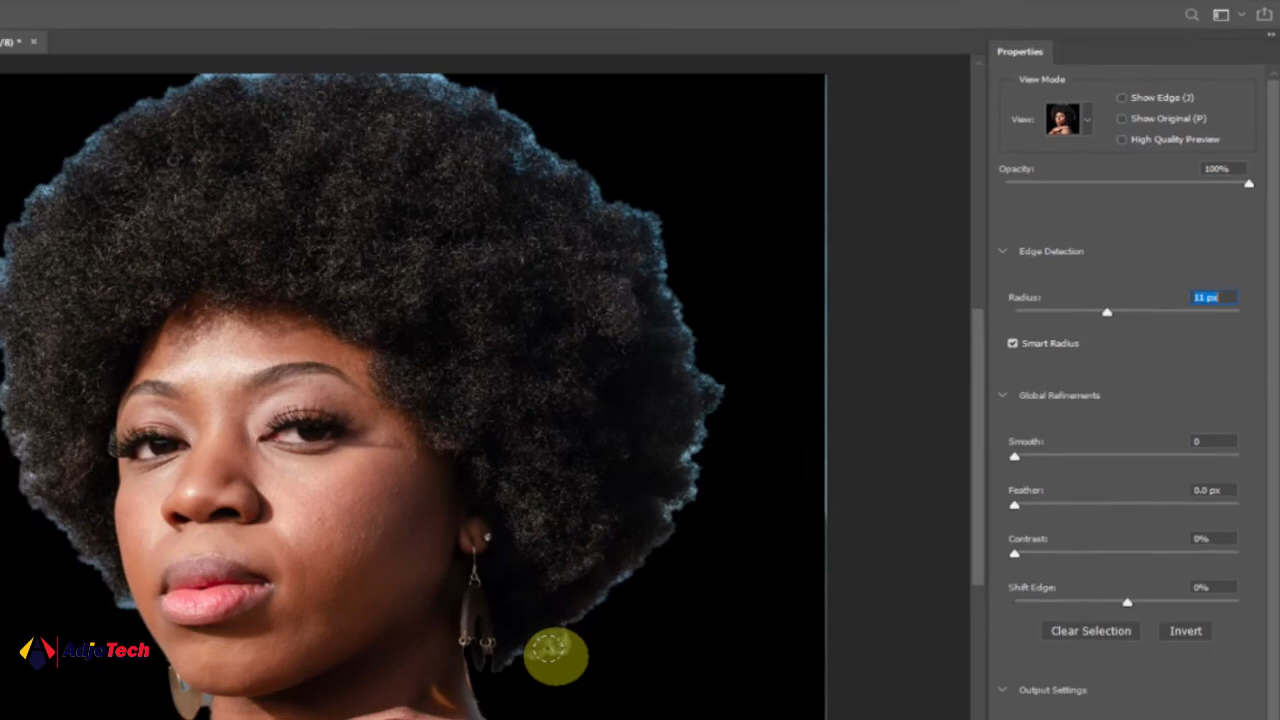 /8) * ×
Properties
View Mode
View:
Show Edge (J)
Show Original (P)
High Quality Preview
Opacity:
100%
Edge Detection
Radius:
11 px
Smart Radius
Global Refinements
Smooth:
0
Feather:
0.0 px
Contrast:
0%
Shift Edge:
0%
Clear Selection
Invert
Output Settings
AdjoTech